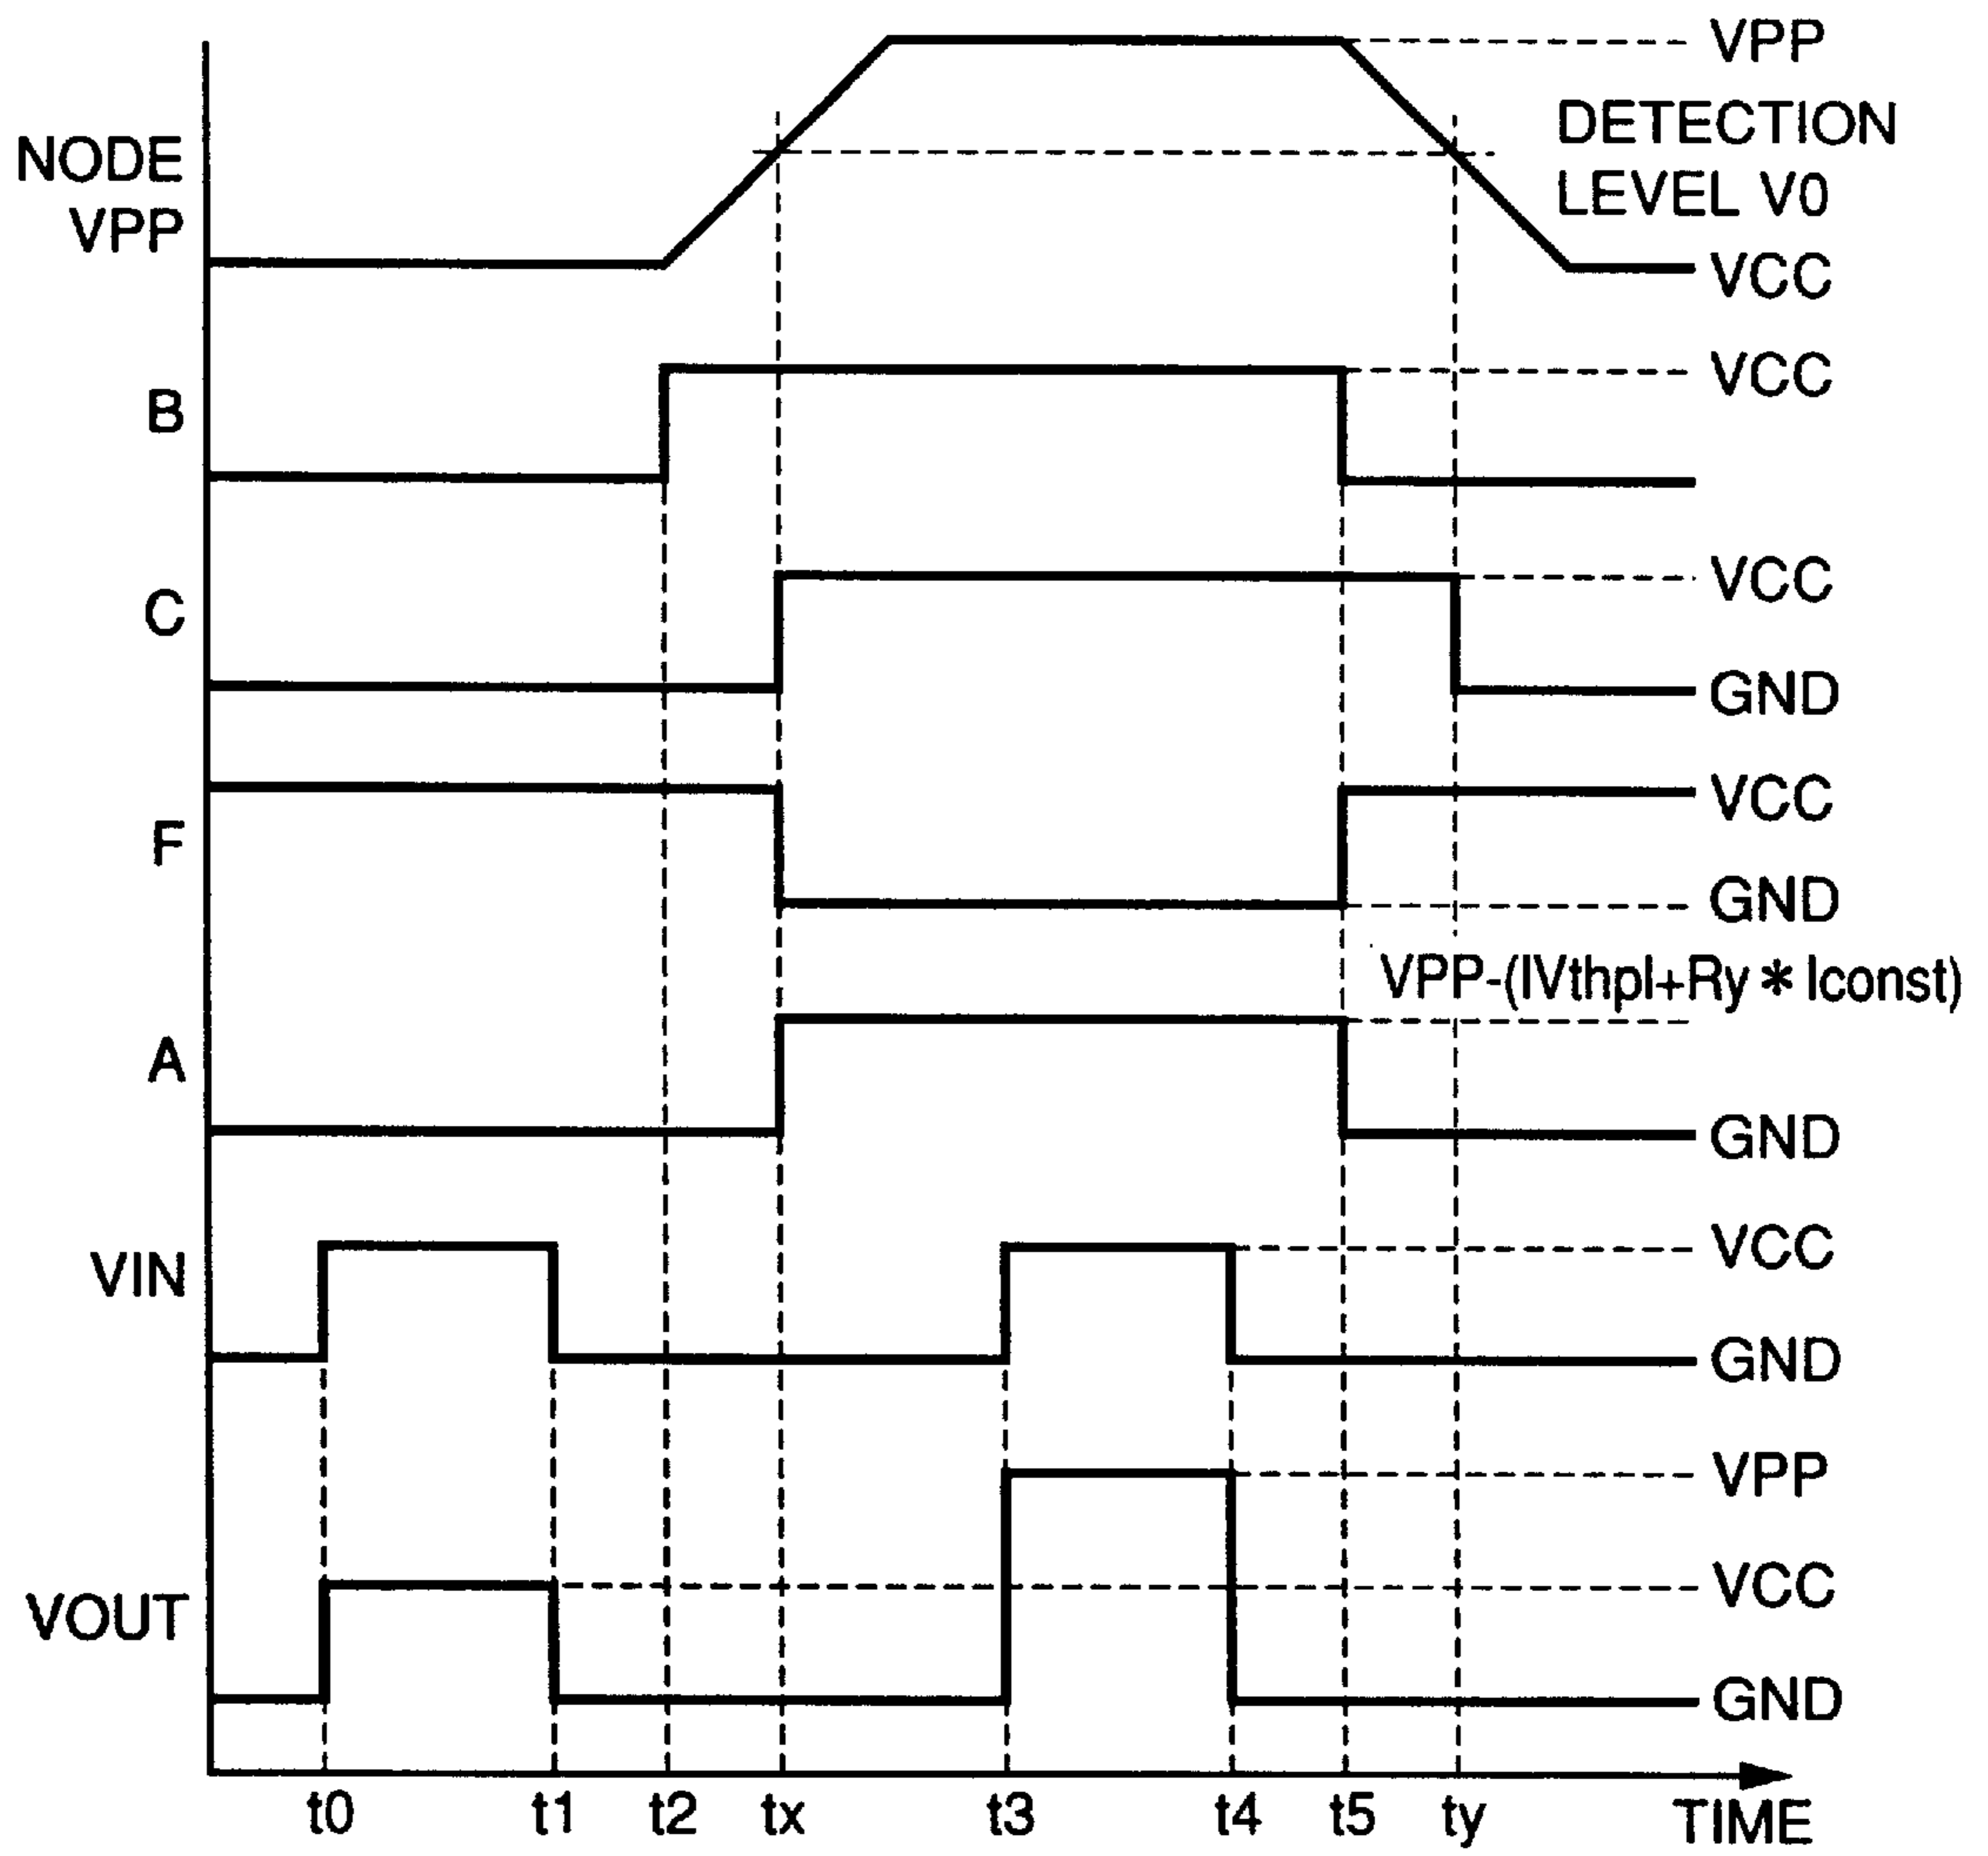 VPP
NODE
VPP
DETECTION
LEVEL V0
VCC
B
VCC
C
VCC
GND
F
VCC
GND
VPP-(IVthpI+Ry * Iconst)
A
GND
VIN
VCC
GND
VPP
VOUT
VCC
GND
t0 t1 t2 tx t3 t4 t5 ty TIME